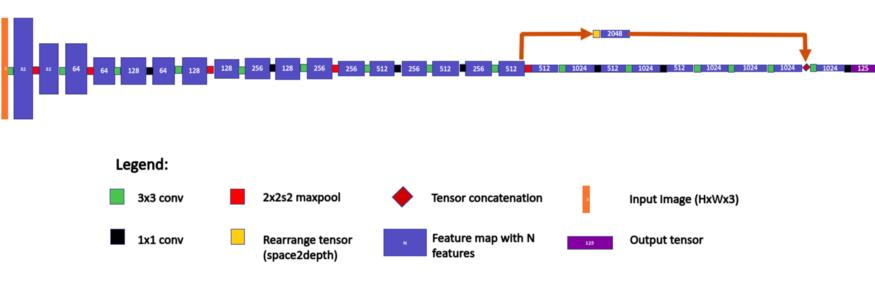 2048
32 32 64 64 128 64 128 128 256 128 256 256 512 256 512 256 512 512 1024 512 1024 512 1024 1024 1024 1024 125
Legend:
3x3 conv 2x2s2 maxpool Tensor concatenation Input Image (HxWx3)
1x1 conv Rearrange tensor N Feature map with N 125 Output tensor
(space2depth) features